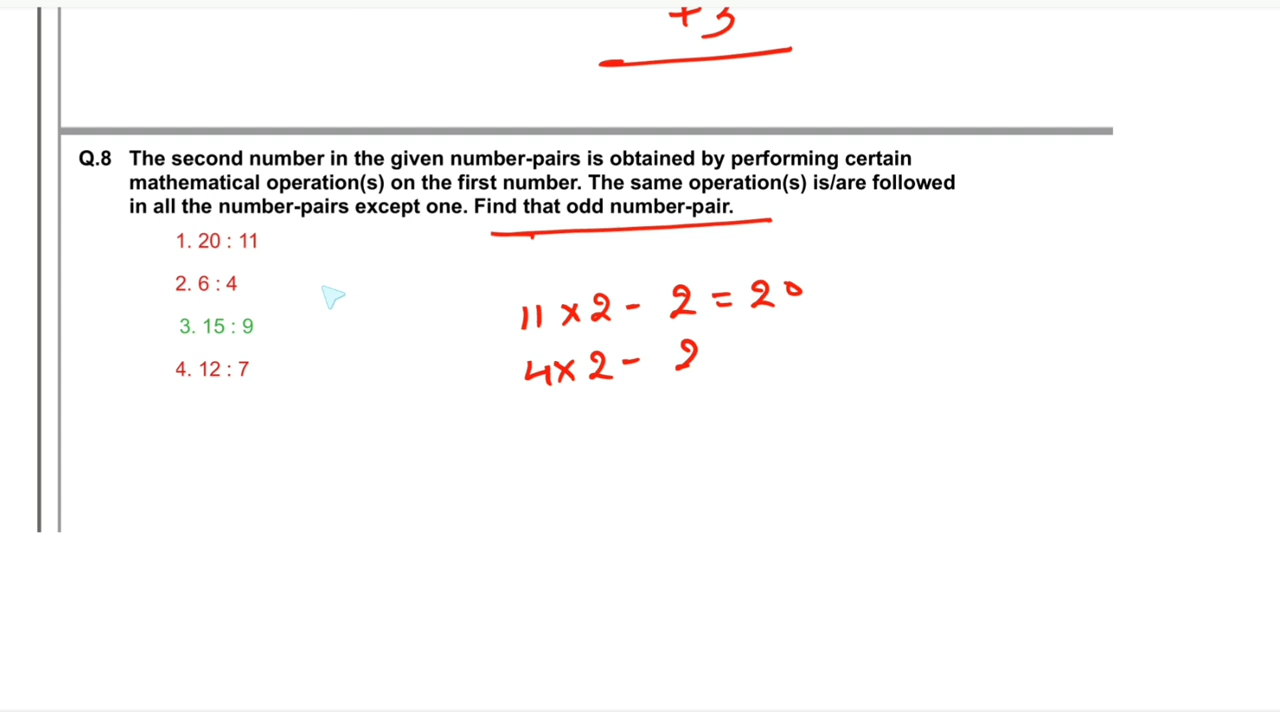 +3
Q.8 The second number in the given number-pairs is obtained by performing certain
mathematical operation(s) on the first number. The same operation(s) is/are followed
in all the number-pairs except one. Find that odd number-pair.
1. 20 : 11
2. 6 : 4
3. 15 : 9
4. 12 : 7
11 × 2 - 2 = 20
4 × 2 - 2